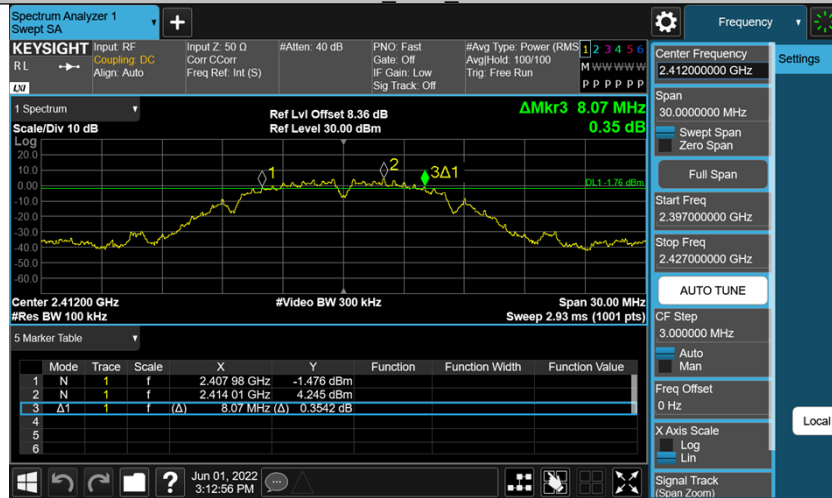 Spectrum Analyzer 1
Swept SA
+
Frequency
KEYSIGHT
RL
LXI
Input: RF
Coupling: DC
Align: Auto
Input Z: 50 Ω
Corr CCorr
Freq Ref: Int (S)
#Atten: 40 dB
PNO: Fast
Gate: Off
IF Gain: Low
Sig Track: Off
#Avg Type: Power (RMS
Avg|Hold: 100/100
Trig: Free Run
1 2 3 4 5 6
M W W W W W
P P P P P P
1 Spectrum
Scale/Div 10 dB
Log
Ref Lvl Offset 8.36 dB
Ref Level 30.00 dBm
ΔMkr3 8.07 MHz
0.35 dB
20.0
10.0
0.00
-10.0
-20.0
-30.0
-40.0
-50.0
-60.0
1
2
3Δ1
DL1 -1.76 dBm
Center 2.41200 GHz
#Res BW 100 kHz
#Video BW 300 kHz
Span 30.00 MHz
Sweep 2.93 ms (1001 pts)
5 Marker Table
Mode Trace Scale X Y Function Function Width Function Value
1 N 1 f 2.407 98 GHz -1.476 dBm
2 N 1 f 2.414 01 GHz 4.245 dBm
3 Δ1 1 f (Δ) 8.07 MHz (Δ) 0.3542 dB
4
5
6
?
Jun 01, 2022
3:12:56 PM
Center Frequency
2.412000000 GHz
Span
30.0000000 MHz
Swept Span
Zero Span
Full Span
Start Freq
2.397000000 GHz
Stop Freq
2.427000000 GHz
AUTO TUNE
CF Step
3.000000 MHz
Auto
Man
Freq Offset
0 Hz
X Axis Scale
Log
Lin
Signal Track
(Span Zoom)
Settings
Local